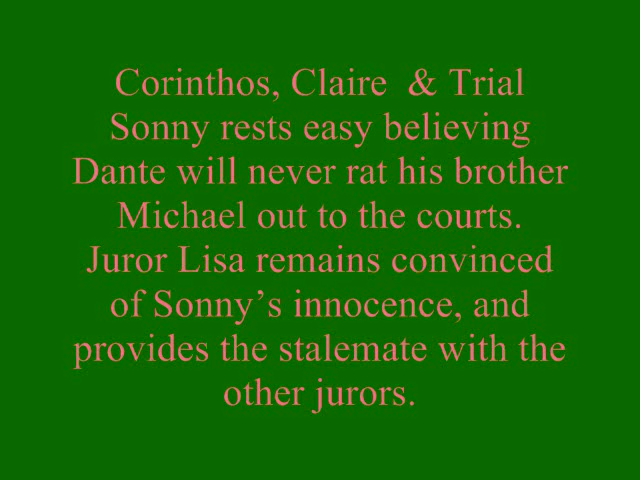 Corinthos, Claire  & Trial
Sonny rests easy believing
Dante will never rat his brother
Michael out to the courts.
Juror Lisa remains convinced
of Sonny’s innocence, and
provides the stalemate with the
other jurors.